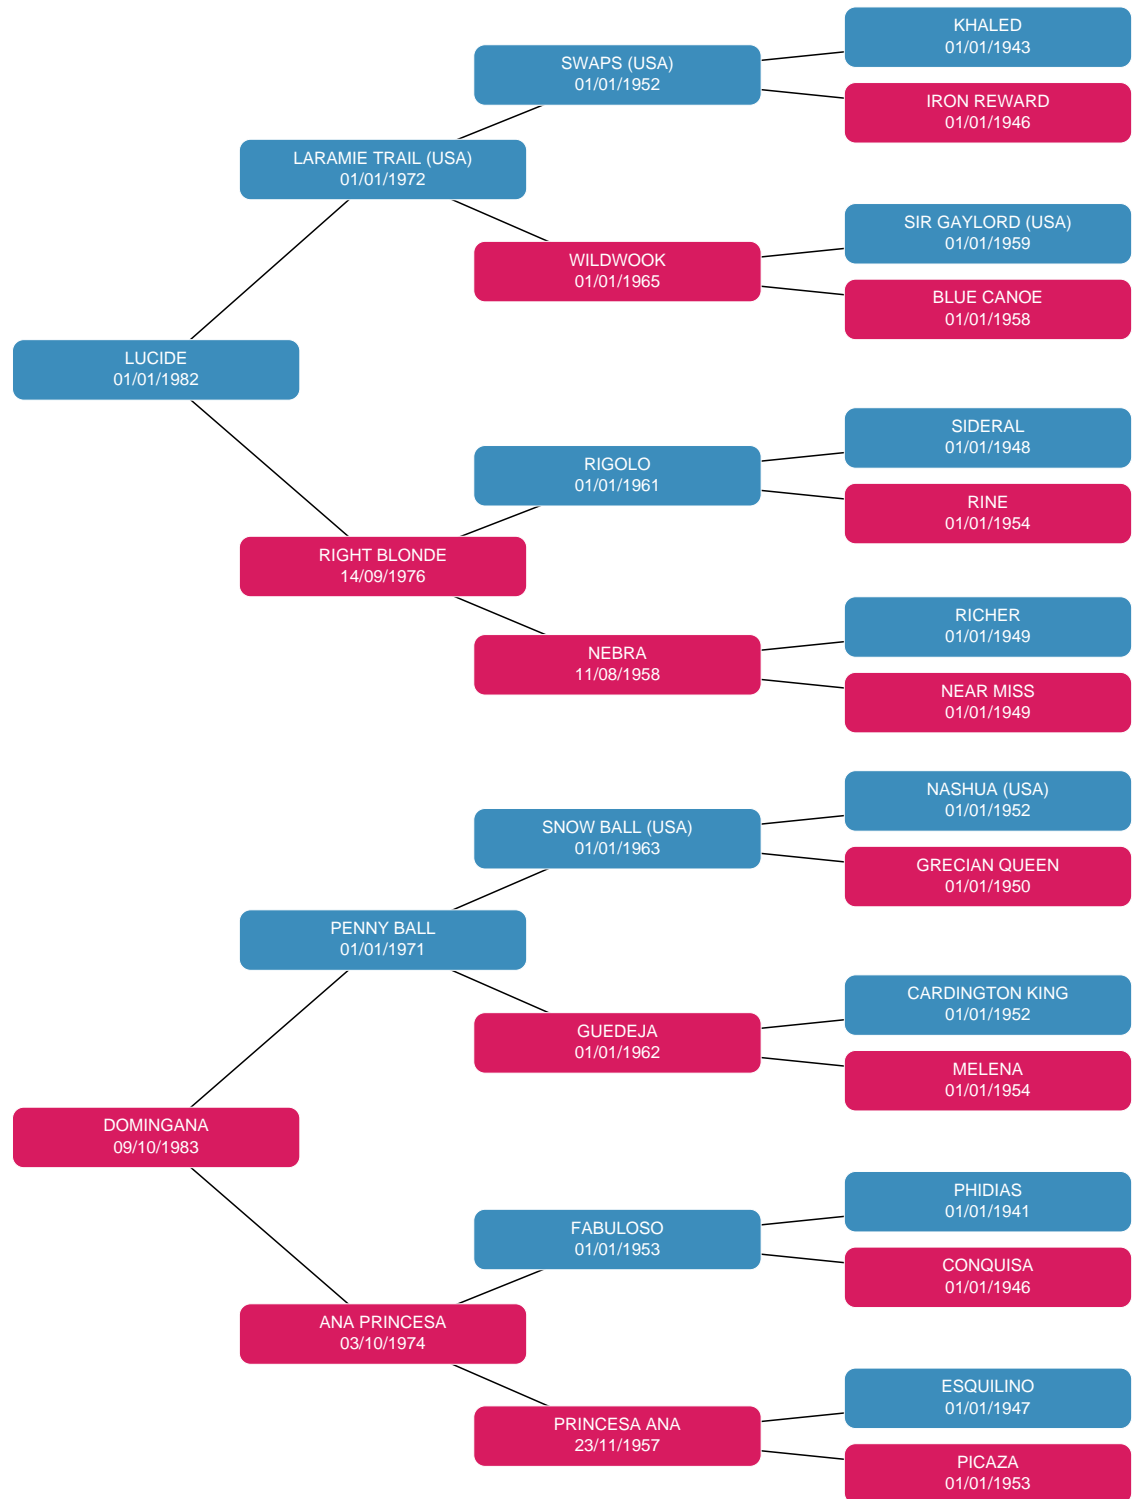 KHALED
01/01/1943
SWAPS (USA)
01/01/1952
IRON REWARD
01/01/1946
LARAMIE TRAIL (USA)
01/01/1972
SIR GAYLORD (USA)
01/01/1959
WILDWOOK
01/01/1965
BLUE CANOE
01/01/1958
LUCIDE
01/01/1982
SIDERAL
01/01/1948
RIGOLO
01/01/1961
RINE
01/01/1954
RIGHT BLONDE
14/09/1976
RICHER
01/01/1949
NEBRA
11/08/1958
NEAR MISS
01/01/1949
NASHUA (USA)
01/01/1952
SNOW BALL (USA)
01/01/1963
GRECIAN QUEEN
01/01/1950
PENNY BALL
01/01/1971
CARDINGTON KING
01/01/1952
GUEDEJA
01/01/1962
MELENA
01/01/1954
DOMINGANA
09/10/1983
PHIDIAS
01/01/1941
FABULOSO
01/01/1953
CONQUISA
01/01/1946
ANA PRINCESA
03/10/1974
ESQUILINO
01/01/1947
PRINCESA ANA
23/11/1957
PICAZA
01/01/1953